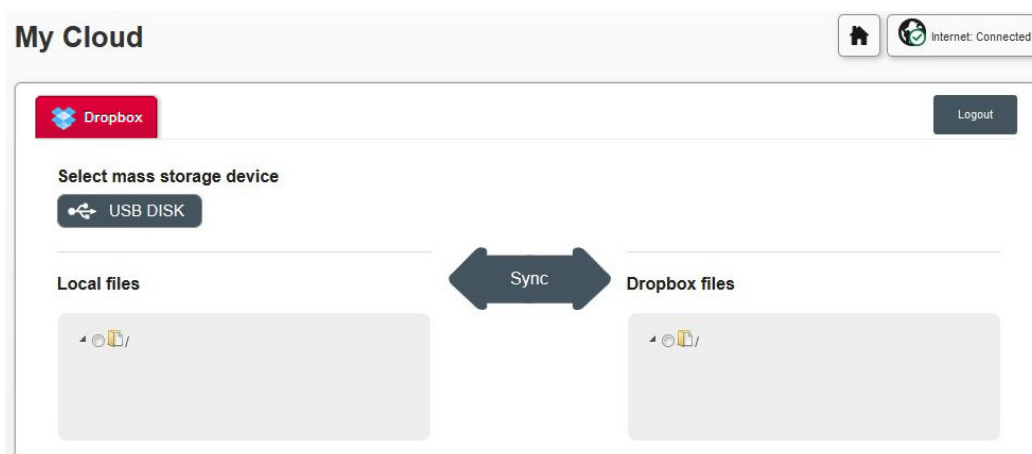 My Cloud
Internet: Connected
Dropbox
Logout
Select mass storage device
USB DISK
Sync
Local files
Dropbox files
/
/